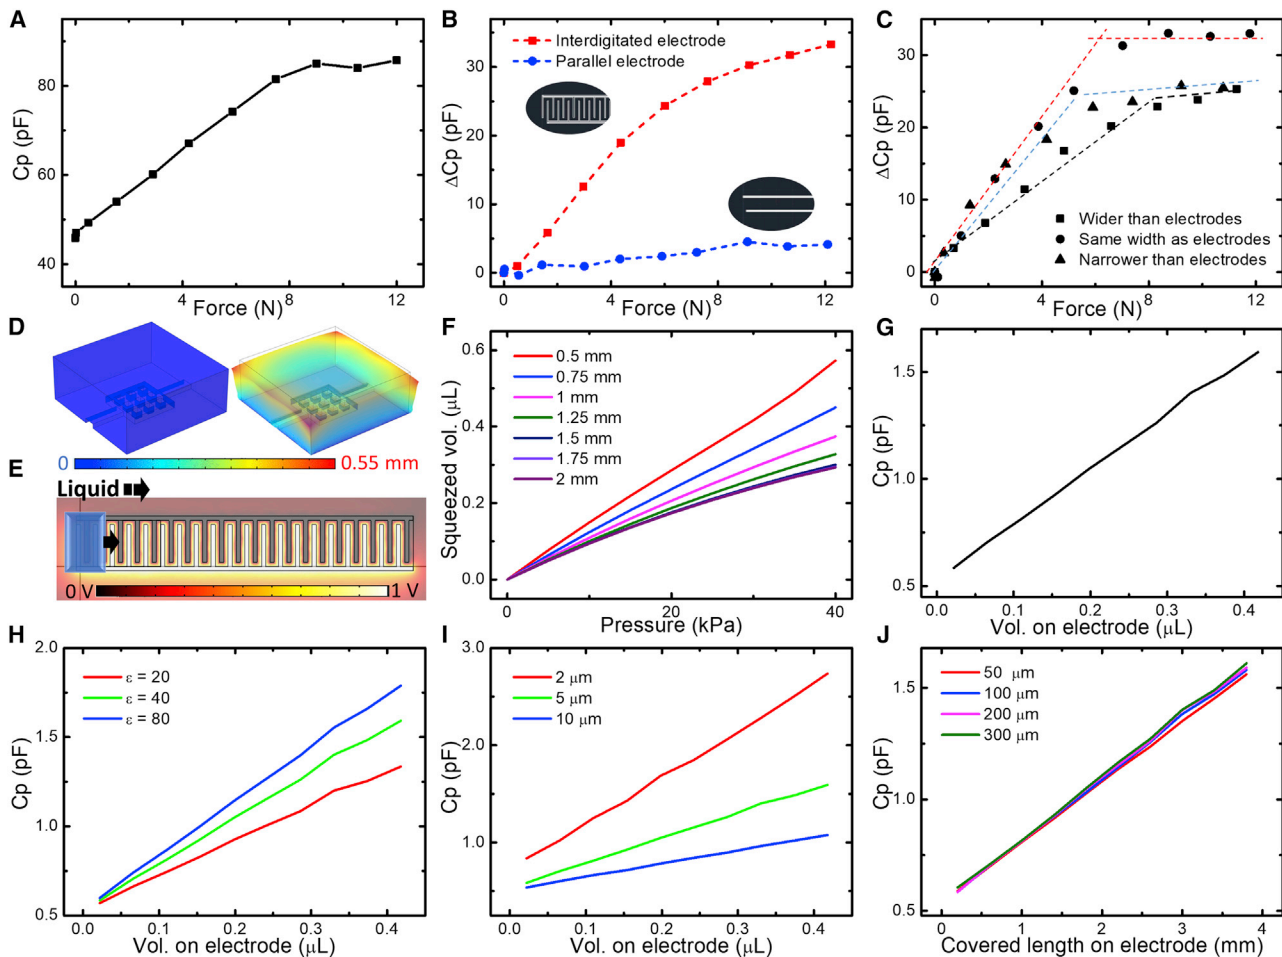 A
80
60
40
Cp (pF)
0
4
8
12
Force (N)
B
40
30
20
10
0
ΔCp (pF)
Interdigitated electrode
Parallel electrode
0
4
8
12
Force (N)
C
30
20
10
0
ΔCp (pF)
Wider than electrodes
Same width as electrodes
Narrower than electrodes
0
4
8
12
Force (N)
D
0
0.55 mm
E
Liquid
0 V
1 V
F
0.6
0.4
0.2
0.0
Squeezed vol. (μL)
0.5 mm
0.75 mm
1 mm
1.25 mm
1.5 mm
1.75 mm
2 mm
0
20
40
Pressure (kPa)
G
1.5
1.0
0.5
Cp (pF)
0.0
0.1
0.2
0.3
0.4
Vol. on electrode (μL)
H
2.0
1.5
1.0
0.5
Cp (pF)
ε = 20
ε = 40
ε = 80
0.0
0.1
0.2
0.3
0.4
Vol. on electrode (μL)
I
3.0
2.0
1.0
Cp (pF)
2 μm
5 μm
10 μm
0.0
0.1
0.2
0.3
0.4
Vol. on electrode (μL)
J
1.5
1.0
0.5
Cp (pF)
50 μm
100 μm
200 μm
300 μm
0
1
2
3
4
Covered length on electrode (mm)